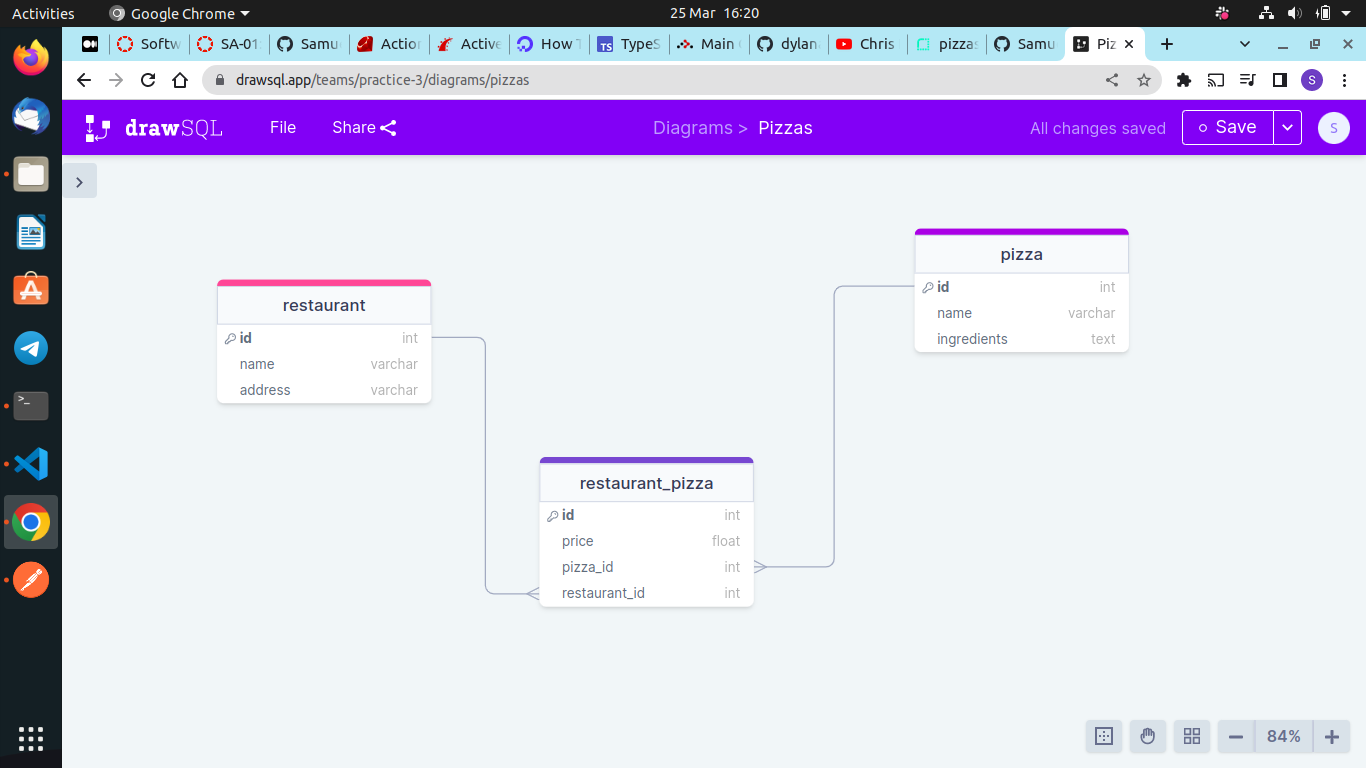 Activities
Google Chrome
25 Mar 16:20
Softw
SA-01
Samu
Action
Active
How T
TypeS
Main
dylan
Chris
pizzas
Samu
Piz
drawsql.app/teams/practice-3/diagrams/pizzas
S
drawSQL
File
Share
Diagrams > Pizzas
All changes saved
Save
S
restaurant
id int
name varchar
address varchar
pizza
id int
name varchar
ingredients text
restaurant_pizza
id int
price float
pizza_id int
restaurant_id int
84%